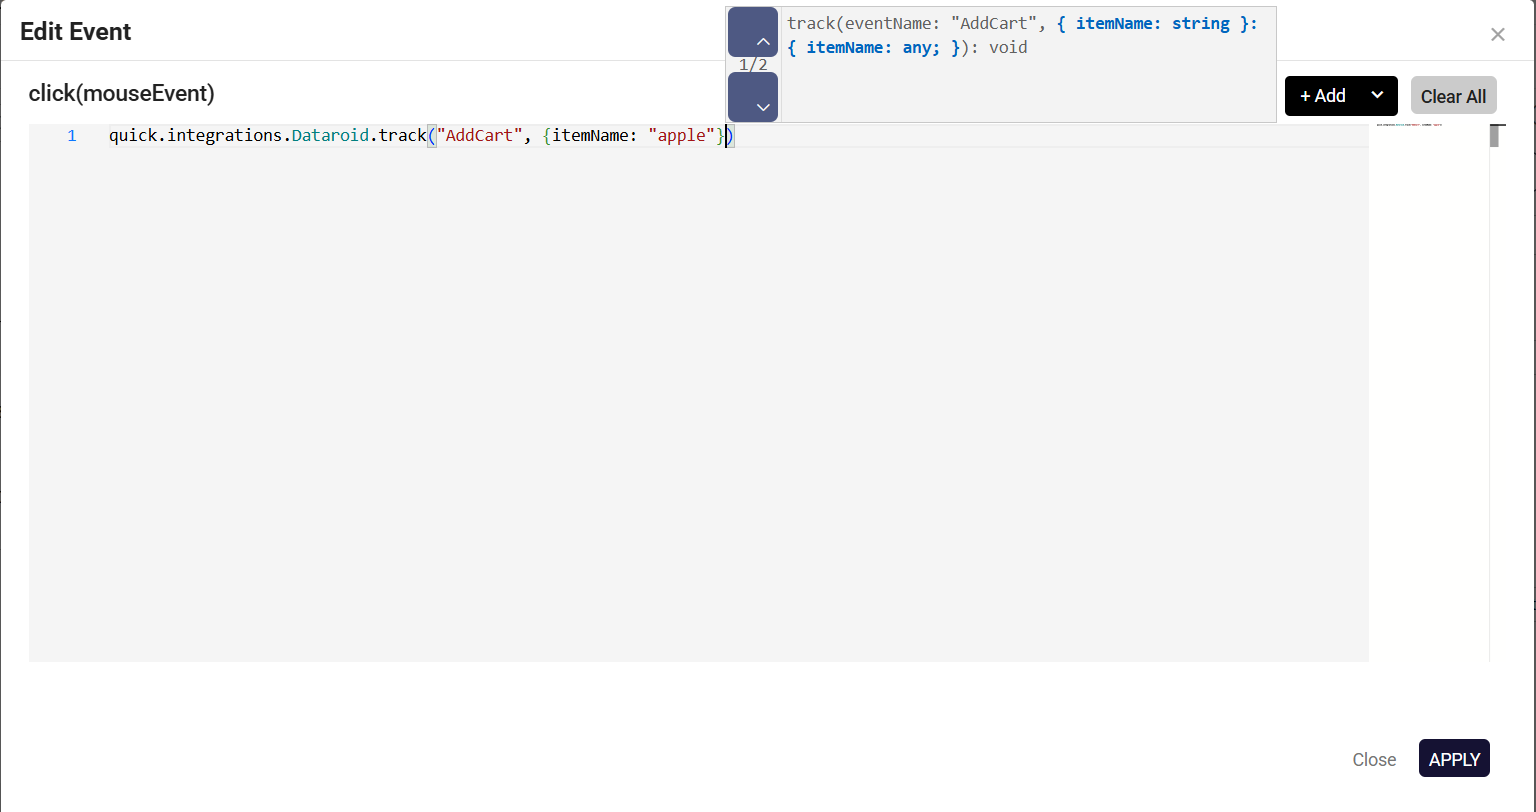 Edit Event
track(eventName: "AddCart", { itemName: string }:
1/2
{ itemName: any; }): void
click(mouseEvent)
+ Add
Clear All
1 quick.integrations.Dataroid.track("AddCart", {itemName: "apple"})
Close
APPLY